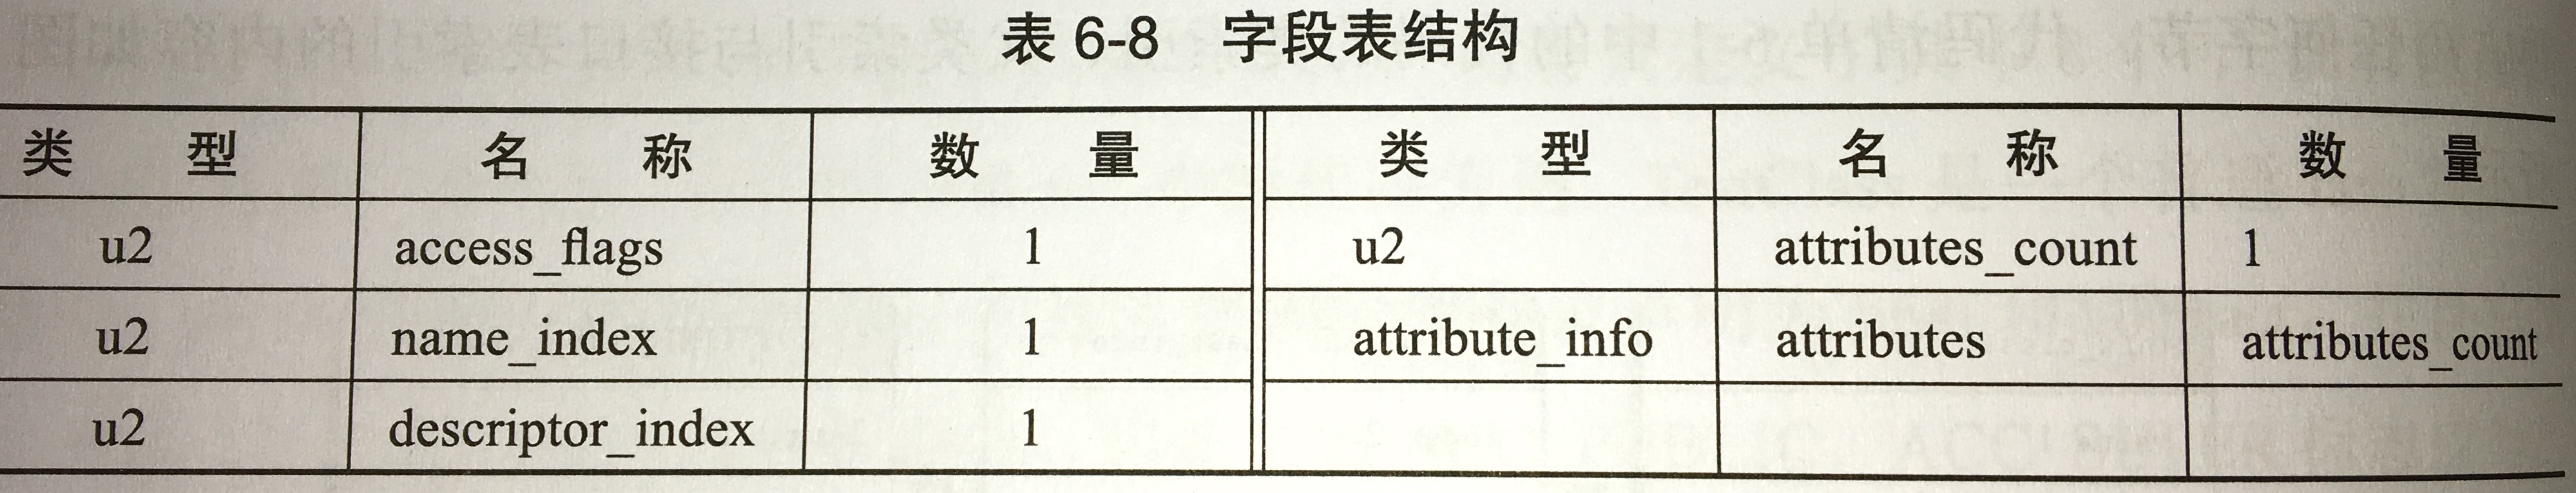 表 6-8 字段表结构
类 型 名 称 数 量 类 型 名 称 数 量
u2 access_flags 1 u2 attributes_count 1
u2 name_index 1 attribute_info attributes attributes_count
u2 descriptor_index 1